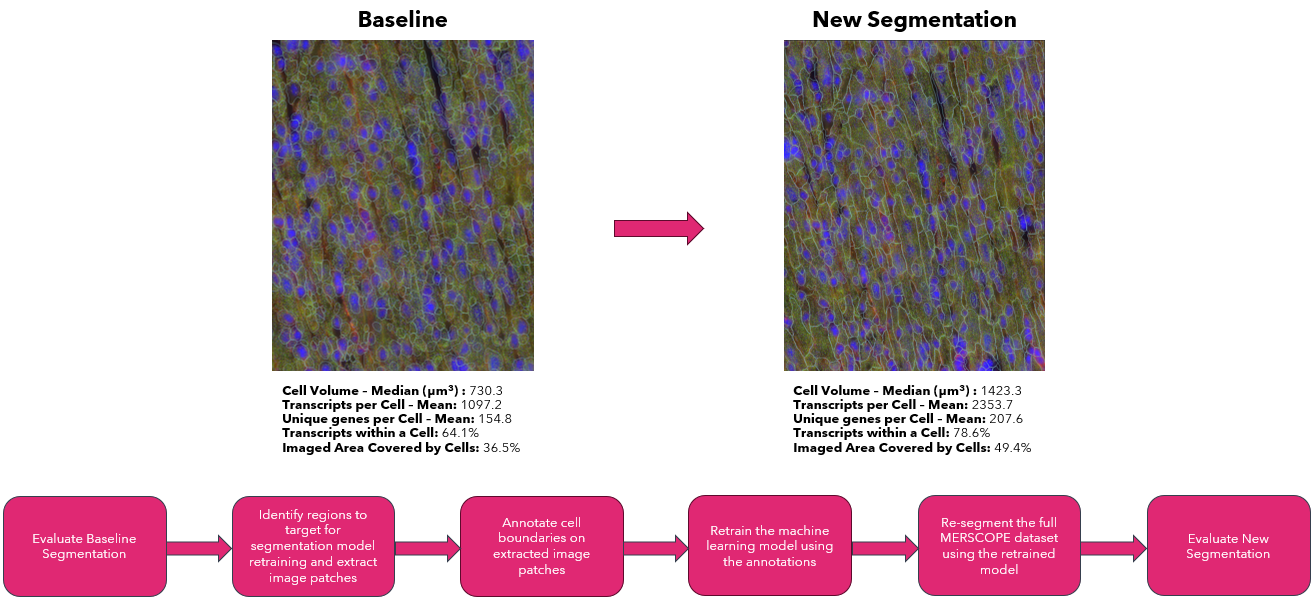 Baseline
New Segmentation
Cell Volume – Median (µm³) : 730.3
Transcripts per Cell – Mean: 1097.2
Unique genes per Cell – Mean: 154.8
Transcripts within a Cell: 64.1%
Imaged Area Covered by Cells: 36.5%
Cell Volume – Median (µm³) : 1423.3
Transcripts per Cell – Mean: 2353.7
Unique genes per Cell – Mean: 207.6
Transcripts within a Cell: 78.6%
Imaged Area Covered by Cells: 49.4%
Evaluate Baseline
Segmentation
Identify regions to
target for
segmentation model
retraining and extract
image patches
Annotate cell
boundaries on
extracted image
patches
Retrain the machine
learning model using
the annotations
Re-segment the full
MERSCOPE dataset
using the retrained
model
Evaluate New
Segmentation